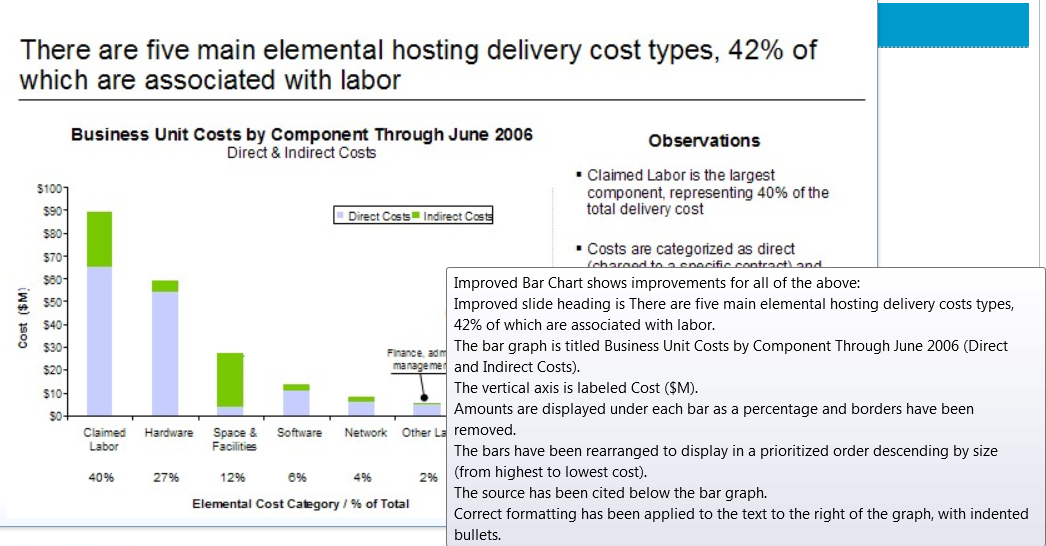 There are five main elemental hosting delivery cost types, 42% of
which are associated with labor
Business Unit Costs by Component Through June 2006
Direct & Indirect Costs
$100
$90
$80
$70
$60
$50
$40
$30
$20
$10
$0
Cost ($M)
Direct Costs Indirect Costs
Finance, adm
managemer
Claimed Labor
Hardware
Space & Facilities
Software
Network
Other La
40% 27% 12% 6% 4% 2%
Elemental Cost Category / % of Total
Observations
▪ Claimed Labor is the largest
component, representing 40% of the
total delivery cost
▪ Costs are categorized as direct
(charged to a specific contract) and
Improved Bar Chart shows improvements for all of the above:
Improved slide heading is There are five main elemental hosting delivery costs types,
42% of which are associated with labor.
The bar graph is titled Business Unit Costs by Component Through June 2006 (Direct
and Indirect Costs).
The vertical axis is labeled Cost ($M).
Amounts are displayed under each bar as a percentage and borders have been
removed.
The bars have been rearranged to display in a prioritized order descending by size
(from highest to lowest cost).
The source has been cited below the bar graph.
Correct formatting has been applied to the text to the right of the graph, with indented
bullets.